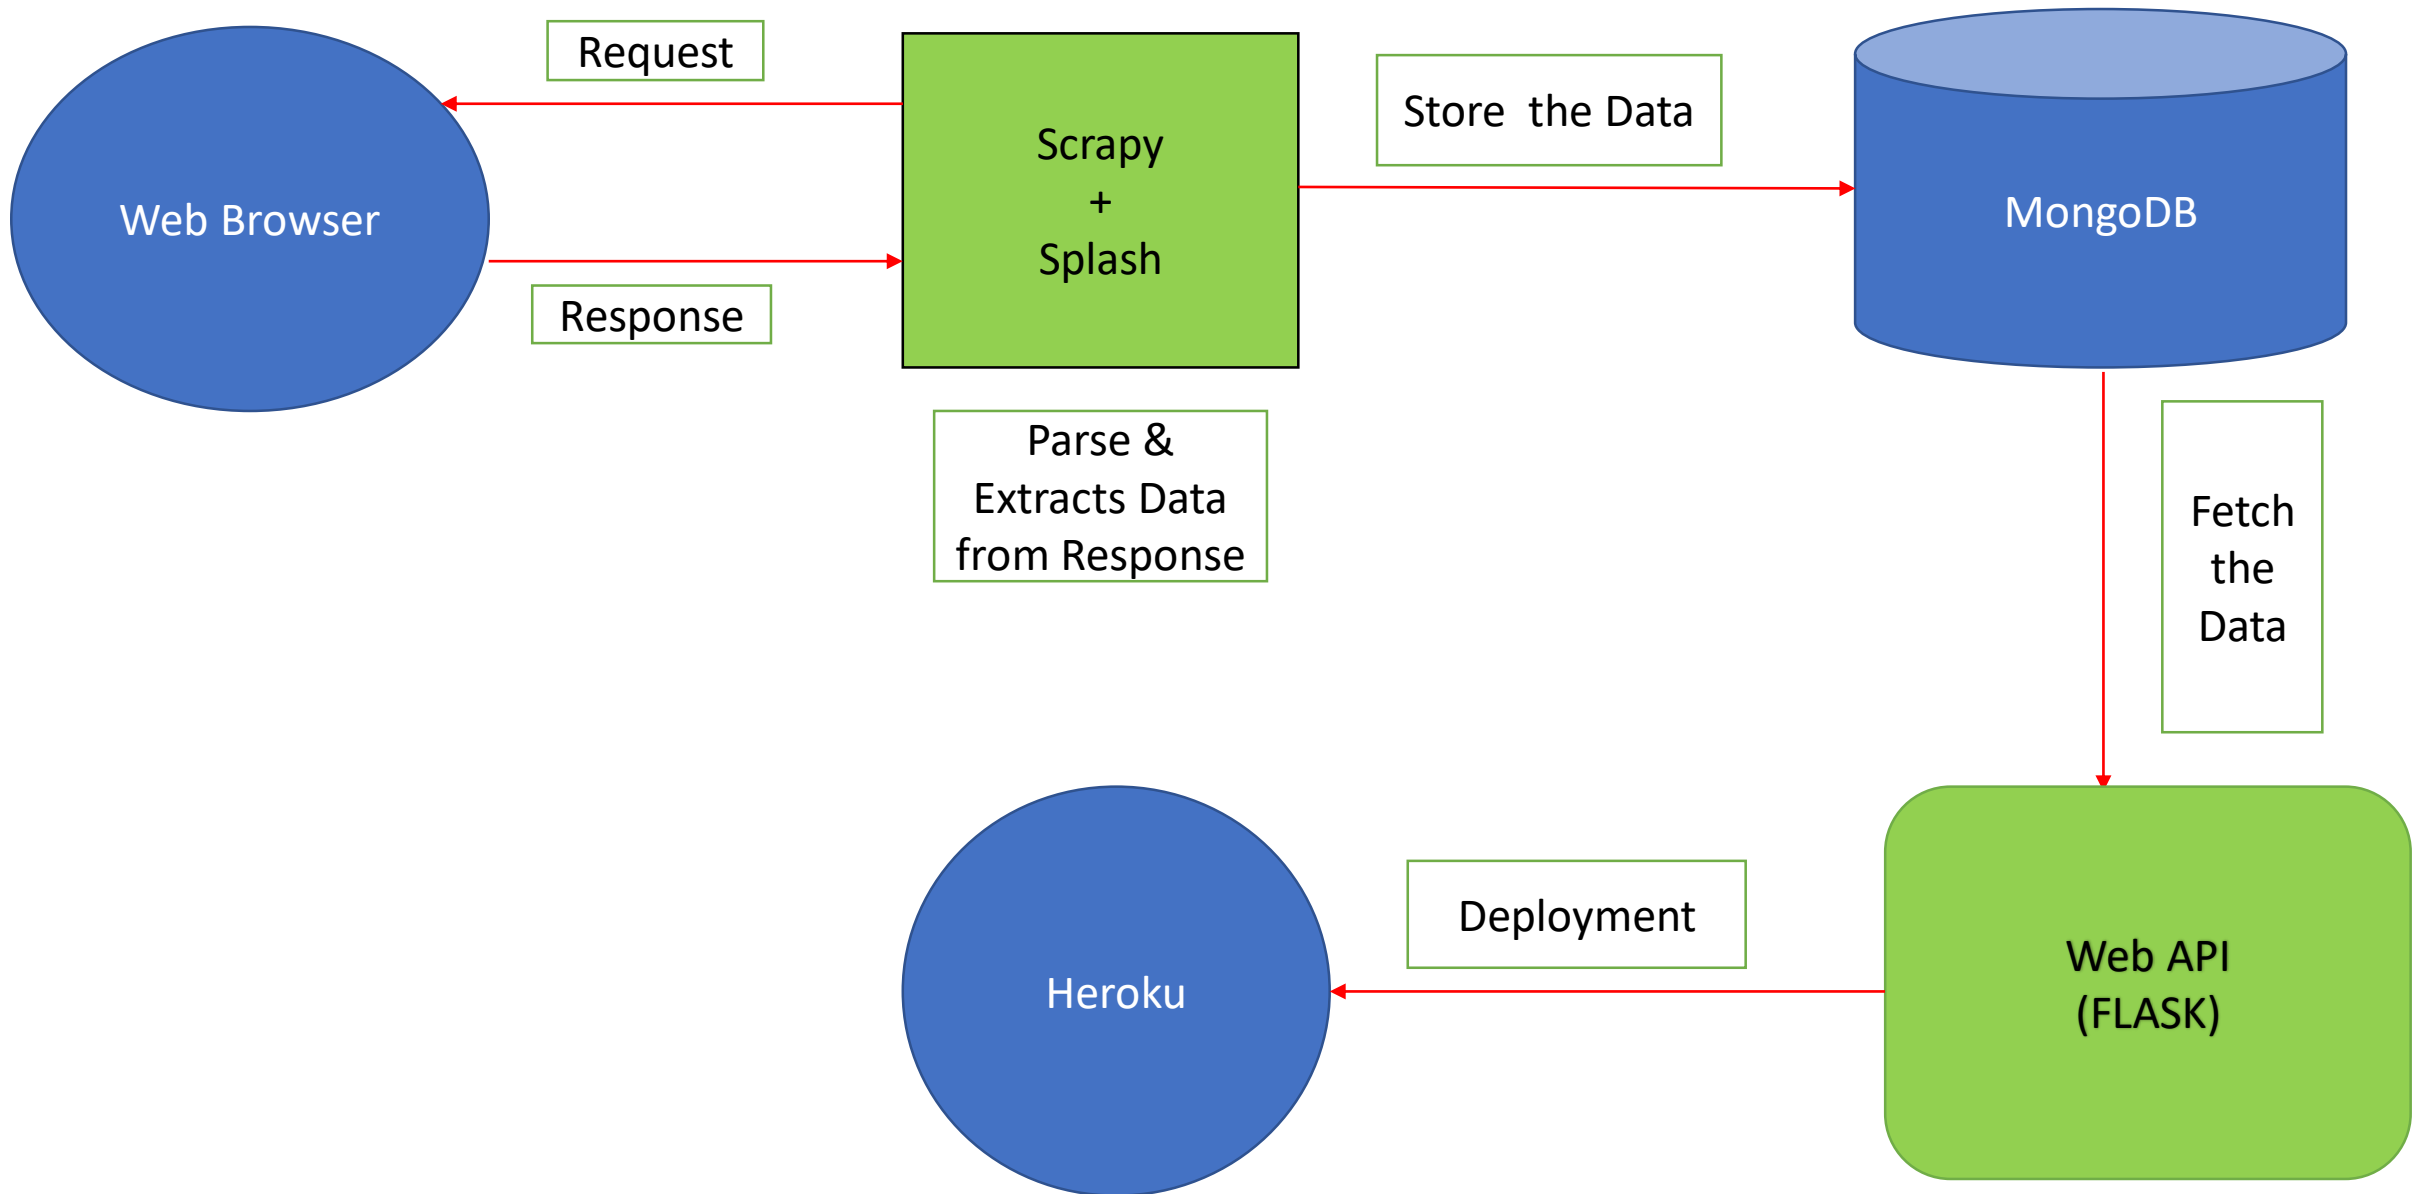 Request
Web Browser
Response
Scrapy
+
Splash
Parse &
Extracts Data
from Response
Store  the Data
MongoDB
Fetch
the
Data
Web API
(FLASK)
Deployment
Heroku